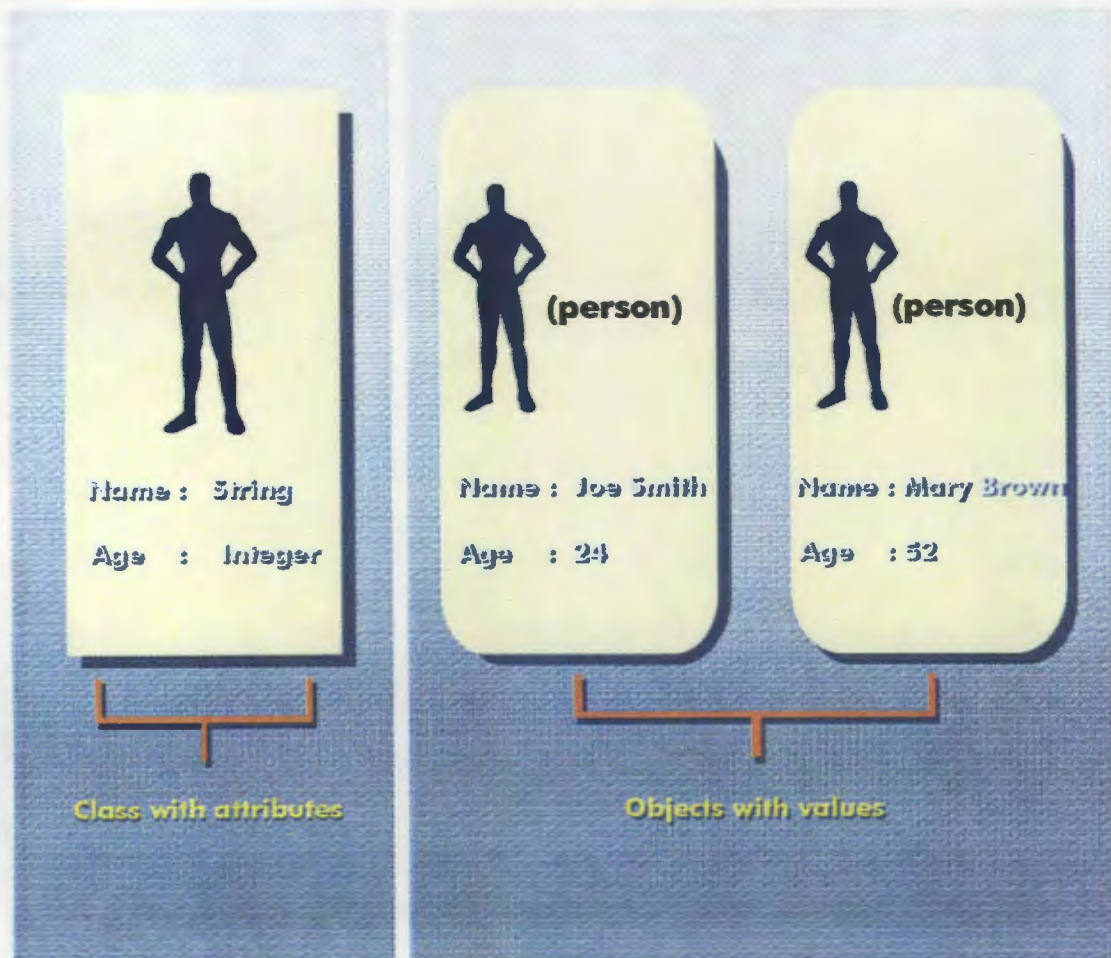 Name : String
Age : Integer
Class with attributes
(person)
Name : Joe Smith
Age : 24
(person)
Name : Mary Brown
Age : 52
Objects with values